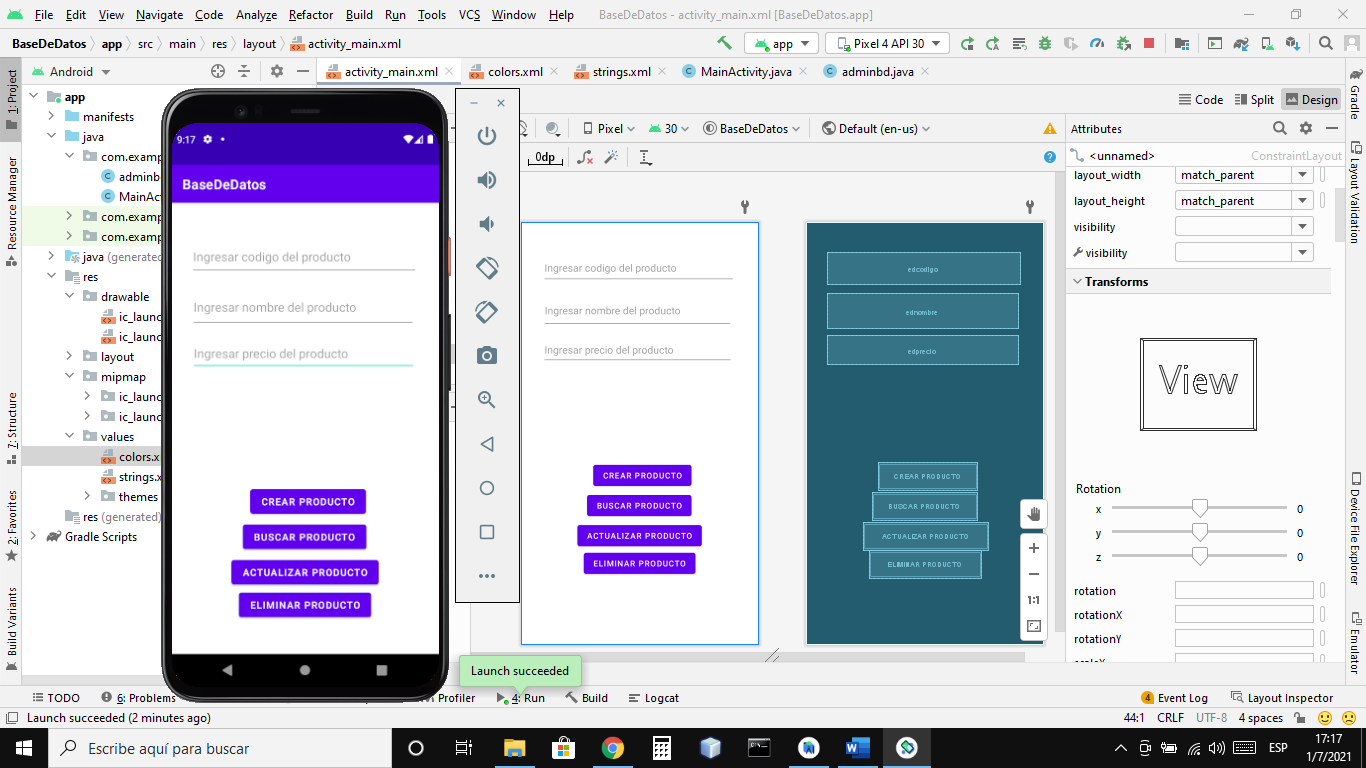 File Edit View Navigate Code Analyze Refactor Build Run Tools VCS Window Help BaseDeDatos - activity_main.xml [BaseDeDatos.app]
BaseDeDatos app src main res layout activity_main.xml app Pixel 4 API 30
Android activity_main.xml colors.xml strings.xml MainActivity.java adminbd.java
1: Project
Resource Manager
7: Structure
2: Favorites
Build Variants
app
manifests
java
com.examp
adminb
MainAct
com.examp
com.examp
java (generated)
res
drawable
ic_launc
ic_launc
layout
mipmap
ic_launc
ic_launc
values
colors.x
strings.x
themes
res (generated)
Gradle Scripts
9:17
BaseDeDatos
Ingresar codigo del producto
Ingresar nombre del producto
Ingresar precio del producto
CREAR PRODUCTO
BUSCAR PRODUCTO
ACTUALIZAR PRODUCTO
ELIMINAR PRODUCTO
Code Split Design
Pixel 30 BaseDeDatos Default (en-us)
0dp
Ingresar codigo del producto
Ingresar nombre del producto
Ingresar precio del producto
CREAR PRODUCTO
BUSCAR PRODUCTO
ACTUALIZAR PRODUCTO
ELIMINAR PRODUCTO
edcodigo
ednombre
edprecio
CREAR PRODUCTO
BUSCAR PRODUCTO
ACTUALIZAR PRODUCTO
ELIMINAR PRODUCTO
1:1
Attributes
<unnamed> ConstraintLayout
layout_width match_parent
layout_height match_parent
visibility
visibility
Transforms
View
Rotation
x 0
y 0
z 0
rotation
rotationX
rotationY
scaleX
Gradle
Layout Validation
Device File Explorer
Emulator
Launch succeeded
TODO 6: Problems Profiler 4: Run Build Logcat 4 Event Log Layout Inspector
Launch succeeded (2 minutes ago) 44:1 CRLF UTF-8 4 spaces
Escribe aquí para buscar ESP 17:17
1/7/2021